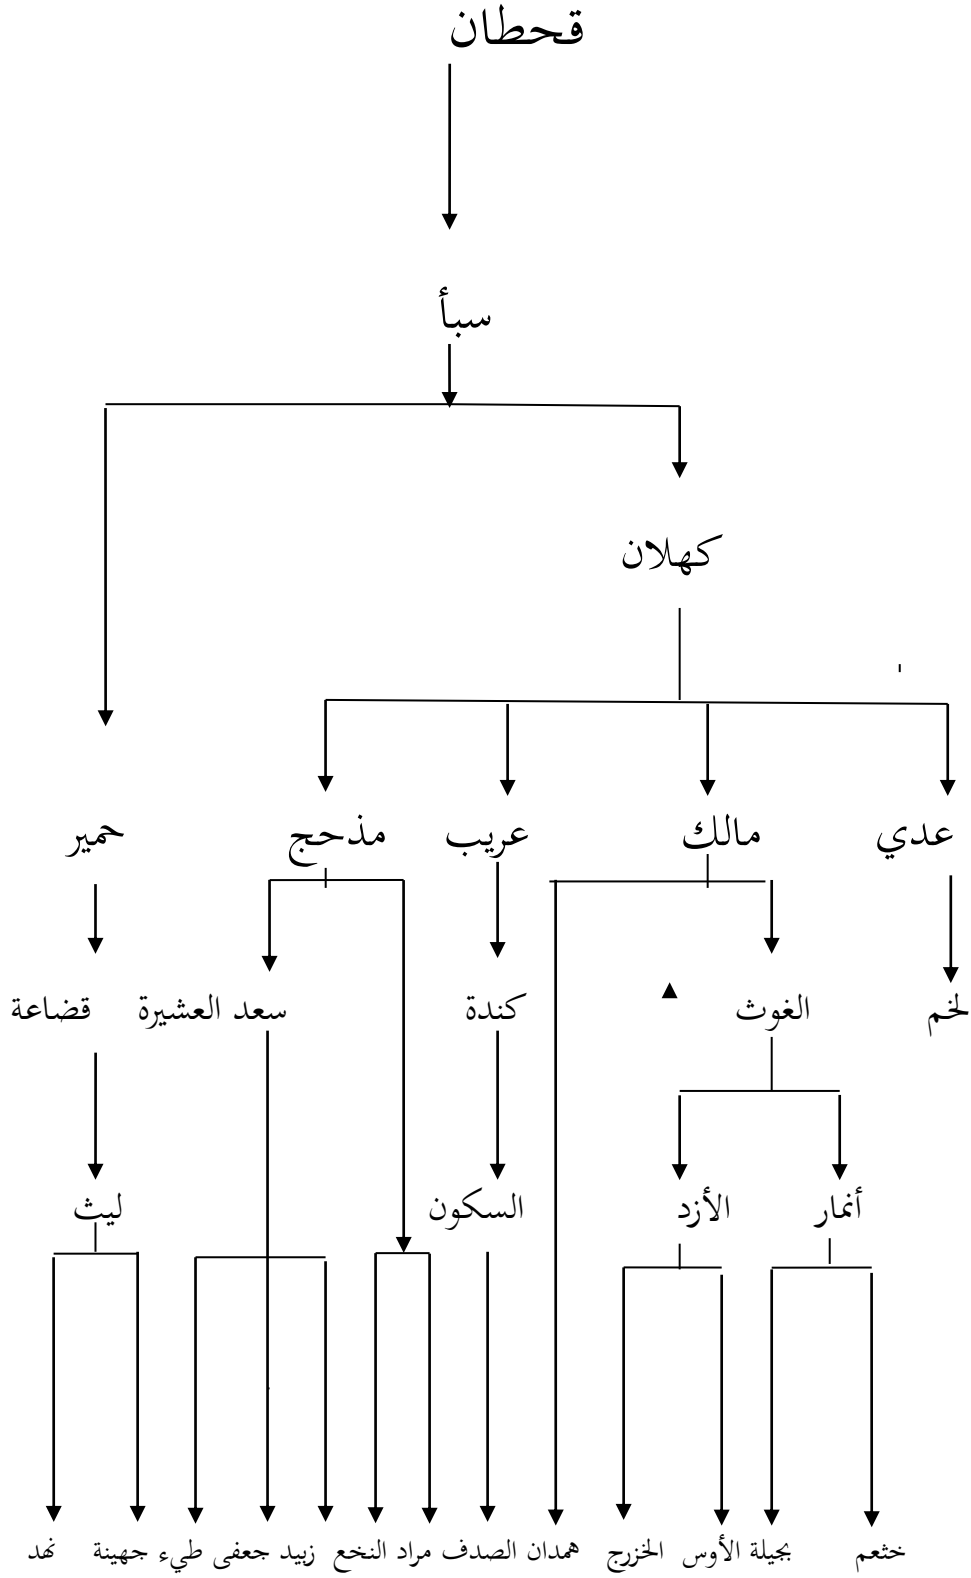 قحطان
سبأ
كهلان
عدي مالك عريب مذحج حمير
لخم الغوث كندة سعد العشيرة قضاعة
أنمار الأزد السكون ليث
خثعم بجيلة الأوس الخزرج همدان الصدف مراد النخع زبيد جعفى طيء جهينة نهد